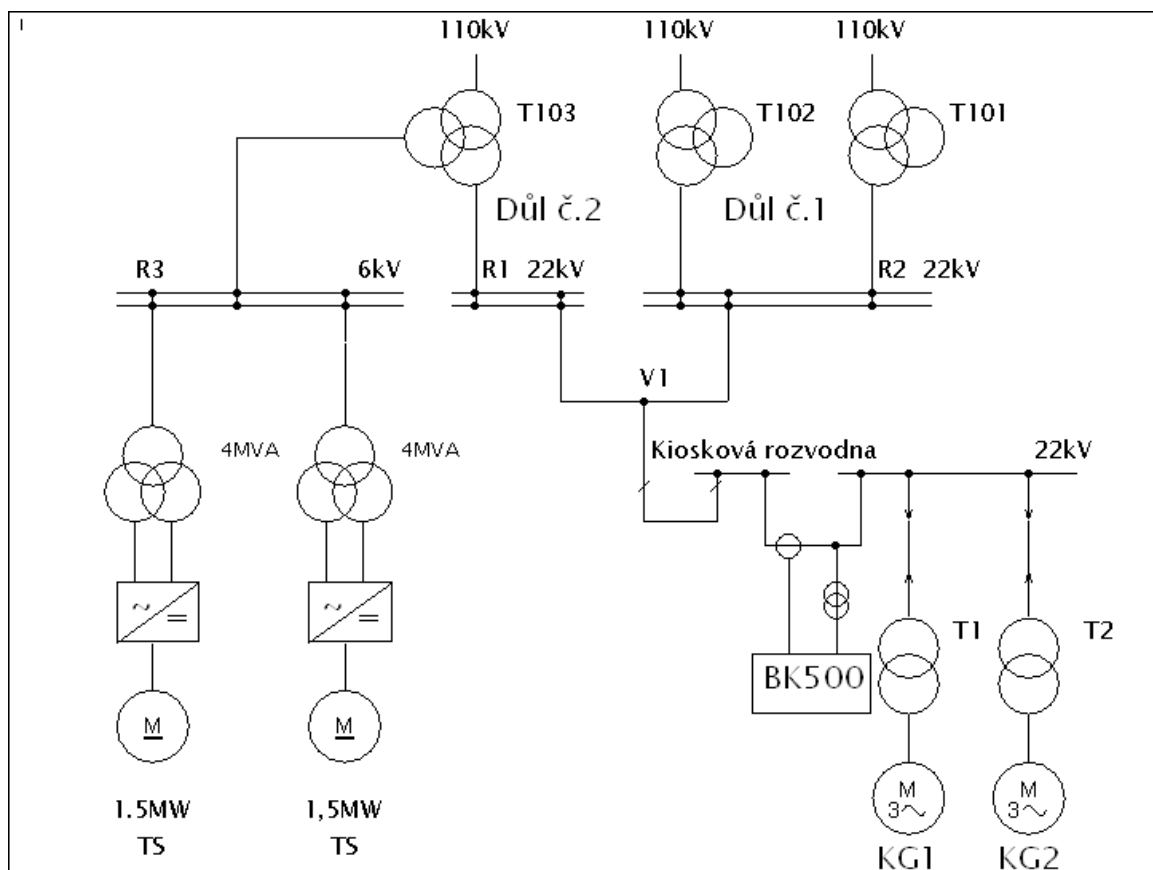 110kV 110kV 110kV
T103 T102 T101
Důl č.2 Důl č.1
R3 6kV R1 22kV R2 22kV
V1
Kiosková rozvodna 22kV
4MVA 4MVA
~ = ~ =
T1 T2
BK500
M M
M 3~ M 3~
1.5MW 1,5MW
TS TS
KG1 KG2